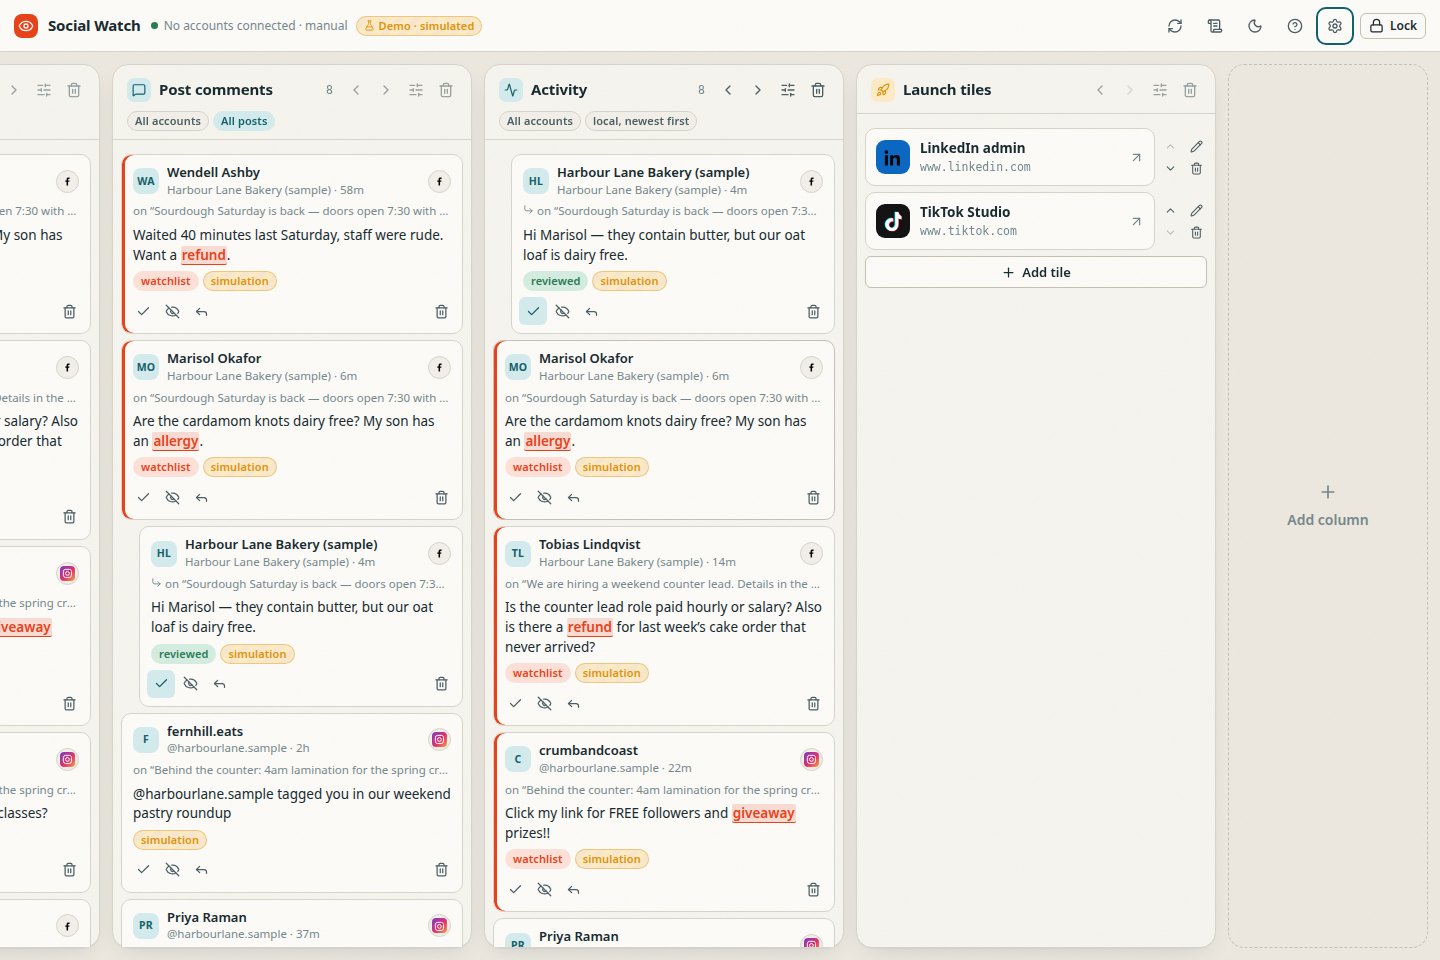 Social Watch
No accounts connected · manual
Demo · simulated
Lock
en 7:30 with ...
My son has
Details in the ...
salary? Also
order that
the spring cr...
giveaway
the spring cr...
classes?
Post comments
8
All accounts
All posts
WA
Wendell Ashby
Harbour Lane Bakery (sample) · 58m
on “Sourdough Saturday is back — doors open 7:30 with ...
Waited 40 minutes last Saturday, staff were rude.
Want a refund.
watchlist
simulation
MO
Marisol Okafor
Harbour Lane Bakery (sample) · 6m
on “Sourdough Saturday is back — doors open 7:30 with ...
Are the cardamom knots dairy free? My son has
an allergy.
watchlist
simulation
HL
Harbour Lane Bakery (sample)
Harbour Lane Bakery (sample) · 4m
on “Sourdough Saturday is back — doors open 7:3...
Hi Marisol — they contain butter, but our oat
loaf is dairy free.
reviewed
simulation
F
fernhill.eats
@harbourlane.sample · 2h
on “Behind the counter: 4am lamination for the spring cr...
@harbourlane.sample tagged you in our weekend
pastry roundup
simulation
PR
Priya Raman
@harbourlane.sample · 37m
Activity
8
All accounts
local, newest first
HL
Harbour Lane Bakery (sample)
Harbour Lane Bakery (sample) · 4m
on “Sourdough Saturday is back — doors open 7:3...
Hi Marisol — they contain butter, but our oat
loaf is dairy free.
reviewed
simulation
MO
Marisol Okafor
Harbour Lane Bakery (sample) · 6m
on “Sourdough Saturday is back — doors open 7:30 with ...
Are the cardamom knots dairy free? My son has
an allergy.
watchlist
simulation
TL
Tobias Lindqvist
Harbour Lane Bakery (sample) · 14m
on “We are hiring a weekend counter lead. Details in the ...
Is the counter lead role paid hourly or salary? Also
is there a refund for last week’s cake order that
never arrived?
watchlist
simulation
C
crumbandcoast
@harbourlane.sample · 22m
on “Behind the counter: 4am lamination for the spring cr...
Click my link for FREE followers and giveaway
prizes!!
watchlist
simulation
PR
Priya Raman
Launch tiles
in
LinkedIn admin
www.linkedin.com
TikTok Studio
www.tiktok.com
Add tile
Add column